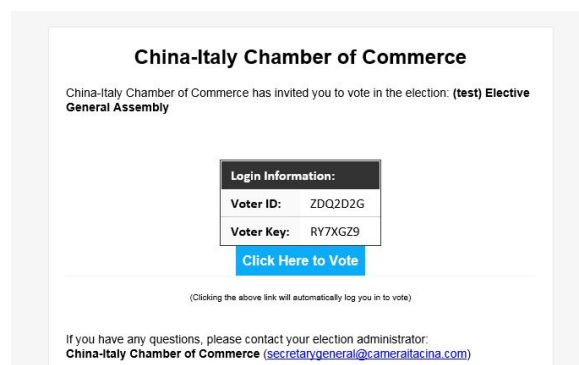 China-Italy Chamber of Commerce
China-Italy Chamber of Commerce has invited you to vote in the election: (test) Elective
General Assembly
Login Information:
Voter ID: ZDQ2D2G
Voter Key: RY7XGZ9
Click Here to Vote
(Clicking the above link will automatically log you in to vote)
If you have any questions, please contact your election administrator:
China-Italy Chamber of Commerce (secretarygeneral@cameraitacina.com)